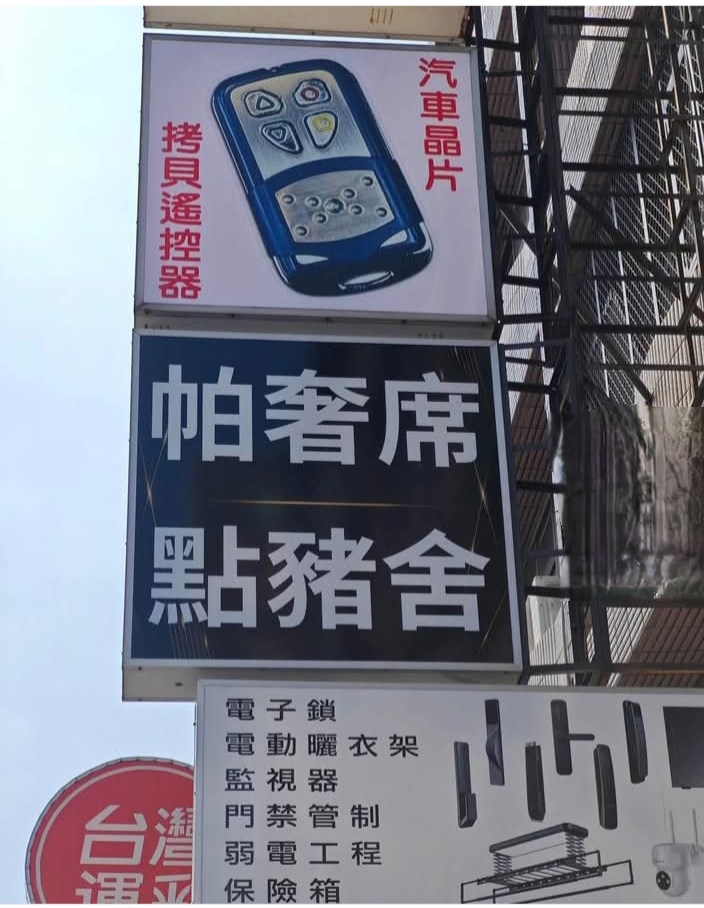 汽車晶片
拷貝遙控器
帕奢席
點豬舍
電子鎖
電動曬衣架
監視器
門禁管制
弱電工程
保險箱
台灣
運彩